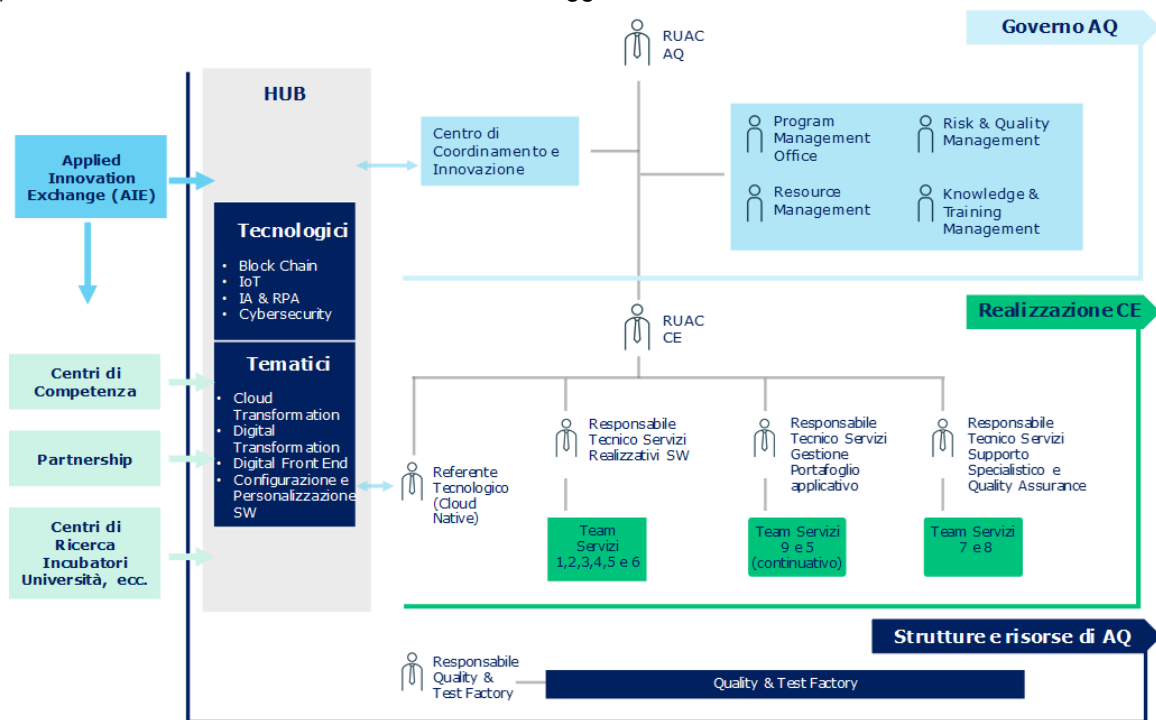 gg
RUAC
AQ
Governo AQ
HUB
Centro di
Coordinamento e
Innovazione
Program
Management
Office
Risk & Quality
Management
Resource
Management
Knowledge &
Training
Management
Applied
Innovation
Exchange (AIE)
Tecnologici
• Block Chain
• IoT
• IA & RPA
• Cybersecurity
RUAC
CE
Realizzazione CE
Tematici
• Cloud
Transformation
• Digital
Transformation
• Digital Front End
• Configurazione e
Personalizzazione
SW
Centri di
Competenza
Partnership
Centri di
Ricerca
Incubatori
Università, ecc.
Referente
Tecnologico
(Cloud
Native)
Responsabile
Tecnico Servizi
Realizzativi SW
Responsabile
Tecnico Servizi
Gestione
Portafoglio
applicativo
Responsabile
Tecnico Servizi
Supporto
Specialistico e
Quality Assurance
Team
Servizi
1,2,3,4,5 e 6
Team Servizi
9 e 5
(continuativo)
Team Servizi
7 e 8
Strutture e risorse di AQ
Responsabile
Quality &
Test Factory
Quality & Test Factory